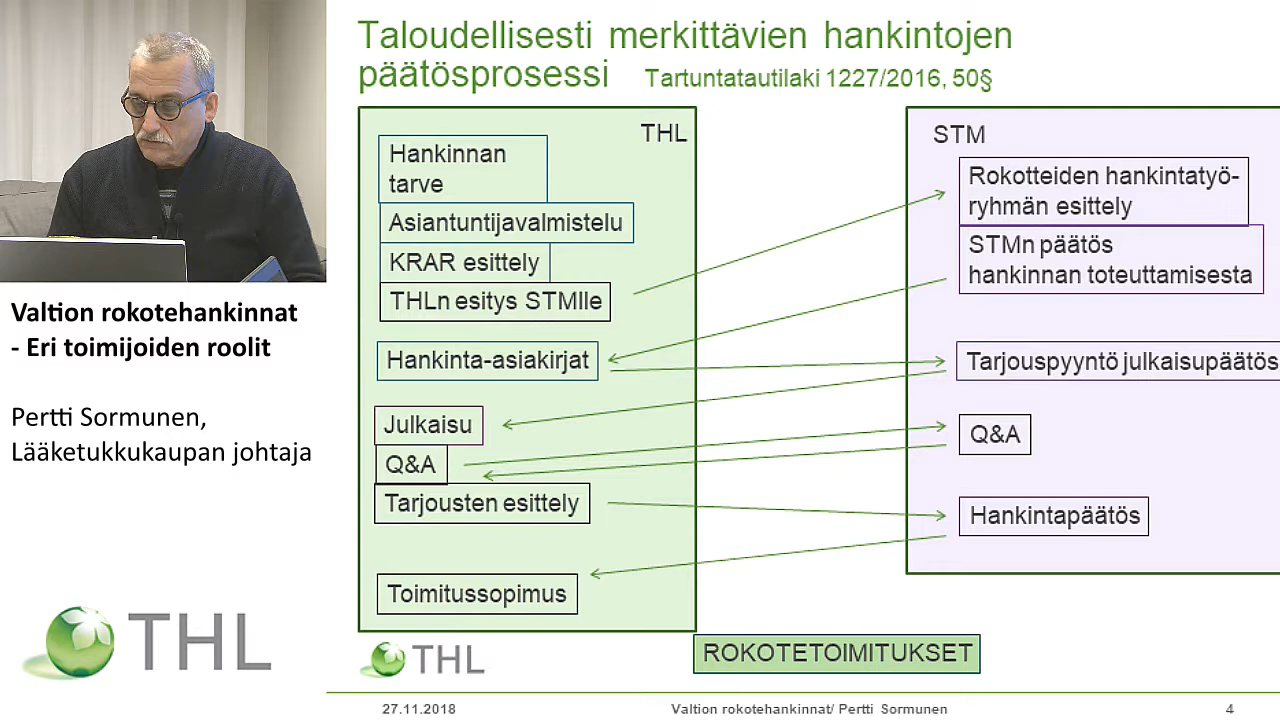 Taloudellisesti merkittävien hankintojen
päätösprosessi Tartuntatautilaki 1227/2016, 50§
THL
Hankinnan
tarve
Asiantuntijavalmistelu
KRAR esittely
THLn esitys STMlle
Hankinta-asiakirjat
Julkaisu
Q&A
Tarjousten esittely
Toimitussopimus
STM
Rokotteiden hankintatyö-
ryhmän esittely
STMn päätös
hankinnan toteuttamisesta
Tarjouspyyntö julkaisupäätös
Q&A
Hankintapäätös
Valtion rokotehankinnat
- Eri toimijoiden roolit
Pertti Sormunen,
Lääketukkukaupan johtaja
THL
THL
ROKOTETOIMITUKSET
27.11.2018 Valtion rokotehankinnat/ Pertti Sormunen 4